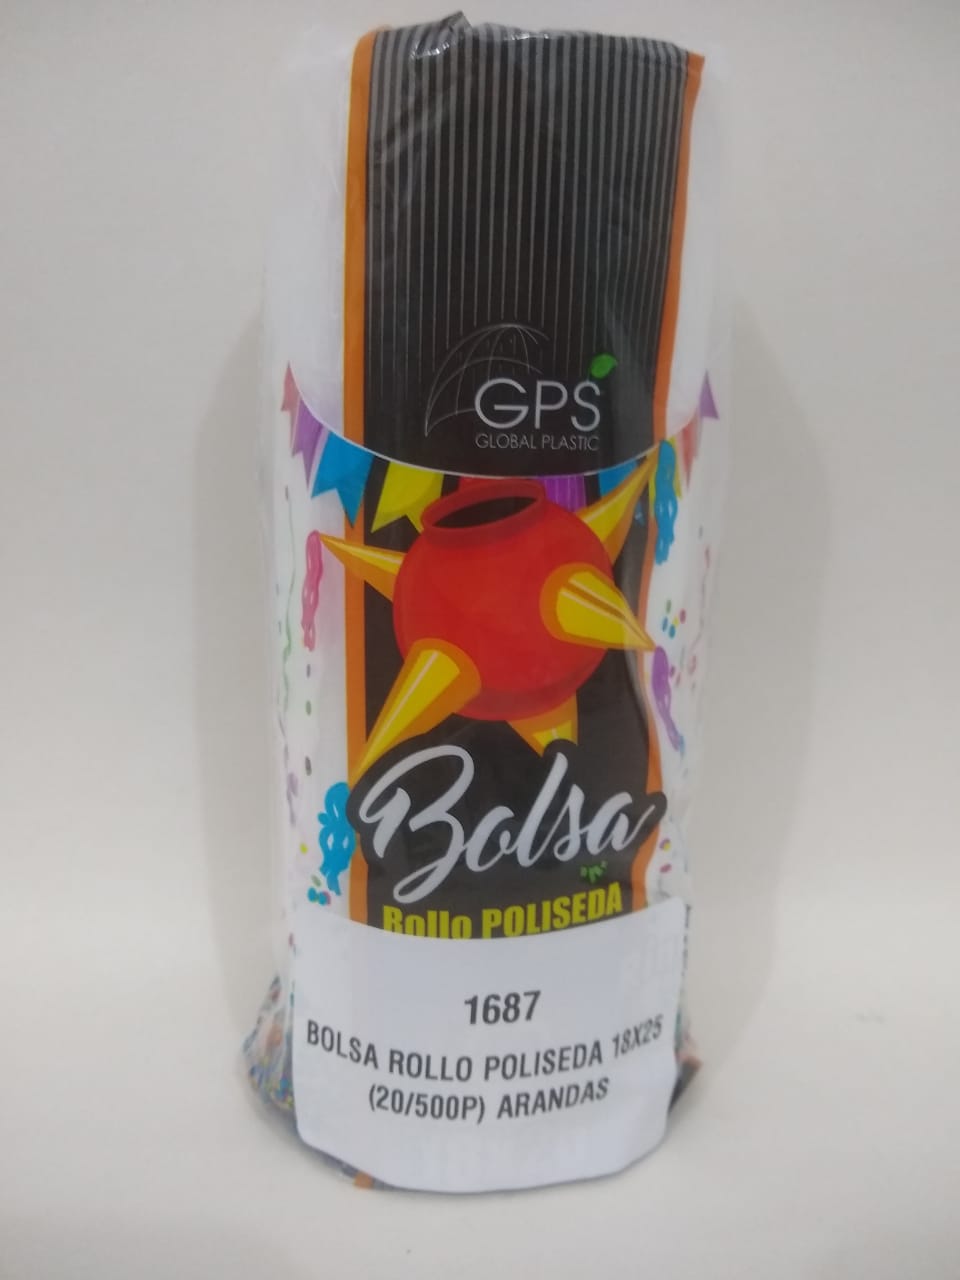 GPS
GLOBAL PLASTIC
Bolsa
Rollo POLISEDA
1687
BOLSA ROLLO POLISEDA 18X25
(20/500P) ARANDAS